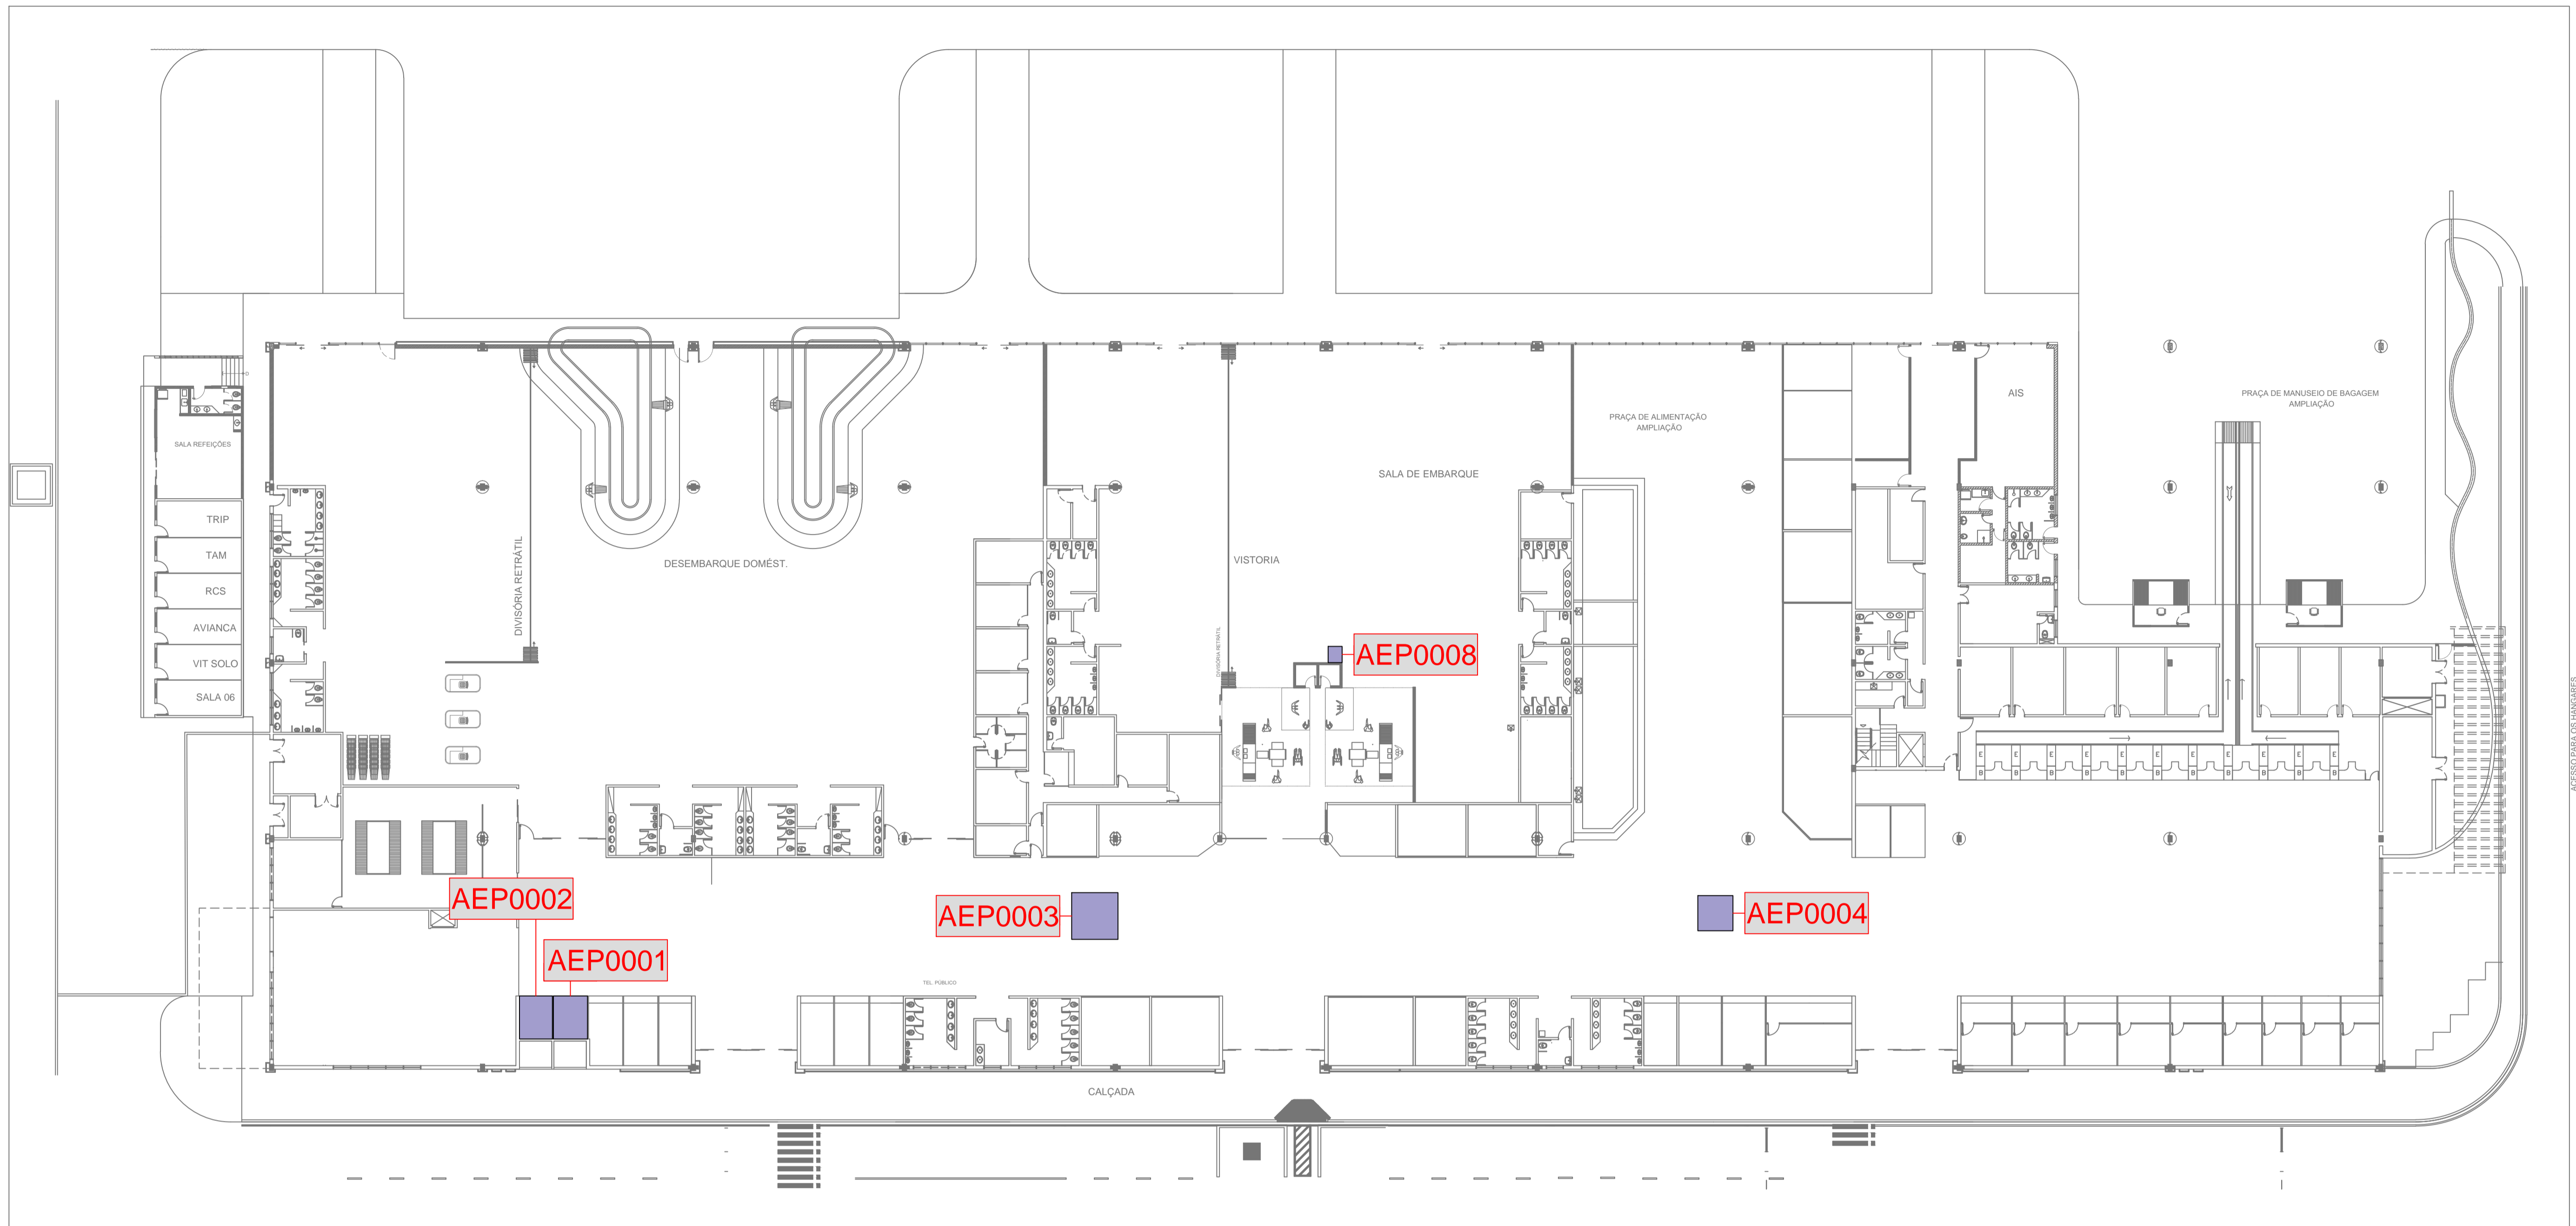 PRAÇA DE MANUSEIO DE BAGAGEM
AMPLIAÇÃO
AIS
PRAÇA DE ALIMENTAÇÃO
AMPLIAÇÃO
SALA REFEIÇÕES
SALA DE EMBARQUE
TRIP
TAM
RCS
AVIANCA
VIT SOLO
SALA 06
DIVISÓRIA RETRÁTIL
DESEMBARQUE DOMÉST.
VISTORIA
DIVISÓRIA RETRÁTIL
AEP0008
ACESSO PARA OS HANGARES
E E E E E E E E E E E
B B B B B B B B B B B
AEP0002
AEP0003
AEP0004
AEP0001
TEL. PÚBLICO
CALÇADA